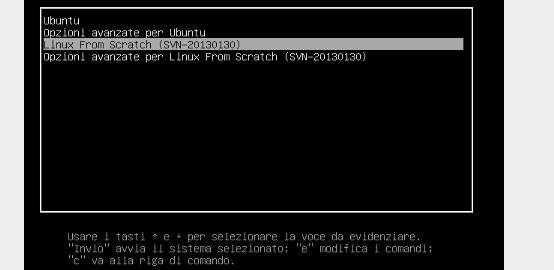 Ubuntu
Opzioni avanzate per Ubuntu
Linux From Scratch (SVN-20130130)
Opzioni avanzate per Linux From Scratch (SVN-20130130)
Usare i tasti ↑ e ↓ per selezionare la voce da evidenziare.
"Invio" avvia il sistema selezionato; "e" modifica i comandi;
"c" va alla riga di comando.